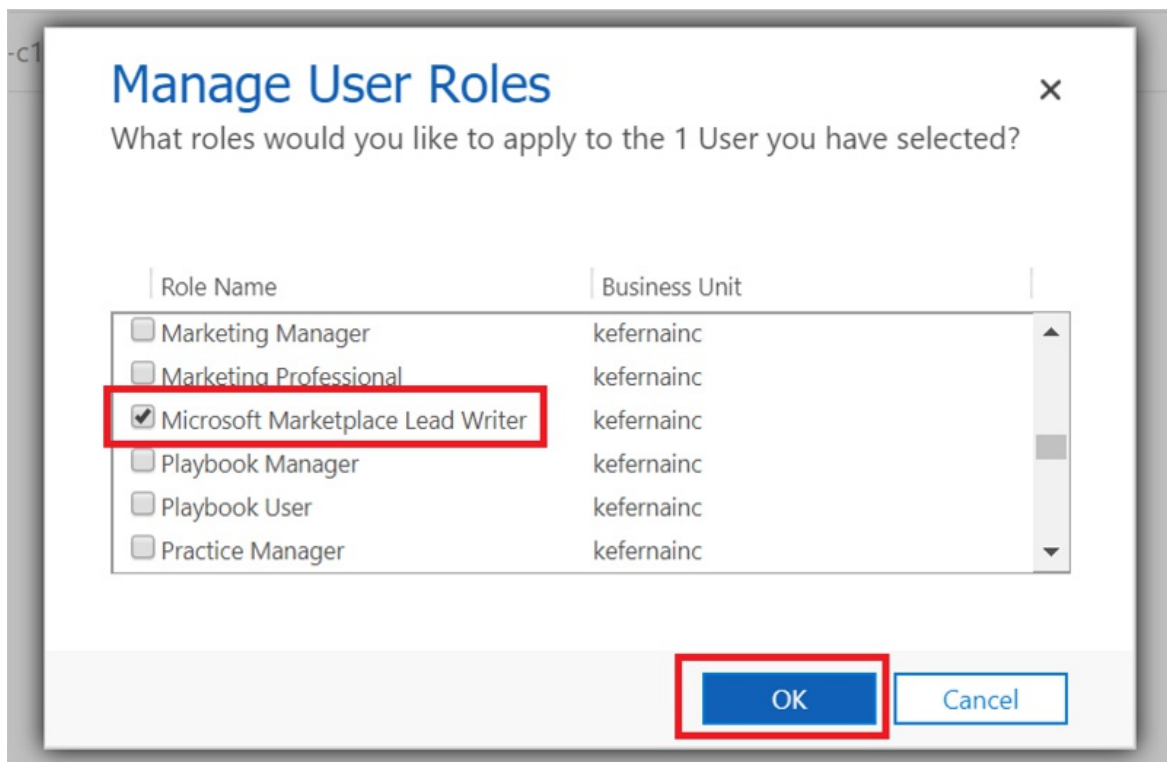 -c1
Manage User Roles
What roles would you like to apply to the 1 User you have selected?
Role Name Business Unit
Marketing Manager kefernainc
Marketing Professional kefernainc
Microsoft Marketplace Lead Writer kefernainc
Playbook Manager kefernainc
Playbook User kefernainc
Practice Manager kefernainc
OK Cancel